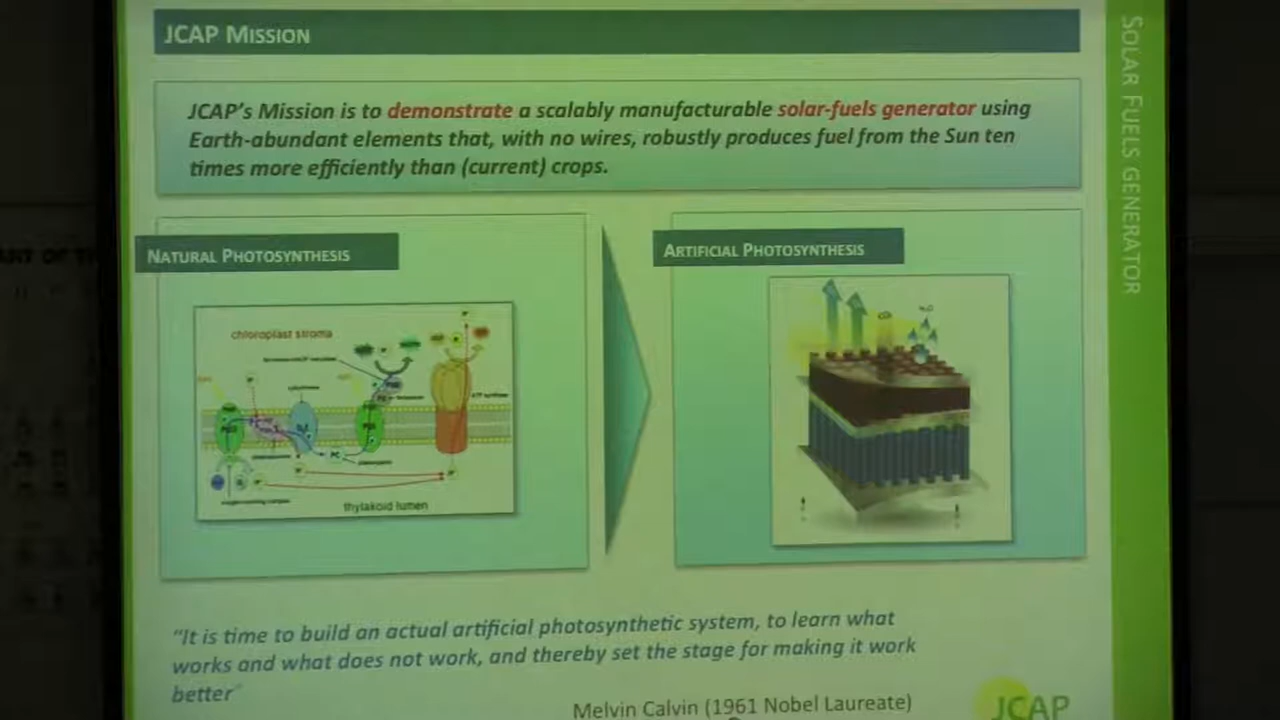 JCAP MISSION
JCAP's Mission is to demonstrate a scalably manufacturable solar-fuels generator using
Earth-abundant elements that, with no wires, robustly produces fuel from the Sun ten
times more efficiently than (current) crops.
NATURAL PHOTOSYNTHESIS
chloroplast stroma
thylakoid lumen
ARTIFICIAL PHOTOSYNTHESIS
"It is time to build an actual artificial photosynthetic system, to learn what
works and what does not work, and thereby set the stage for making it work
better"
Melvin Calvin (1961 Nobel Laureate)
JCAP
SOLAR FUELS GENERATOR